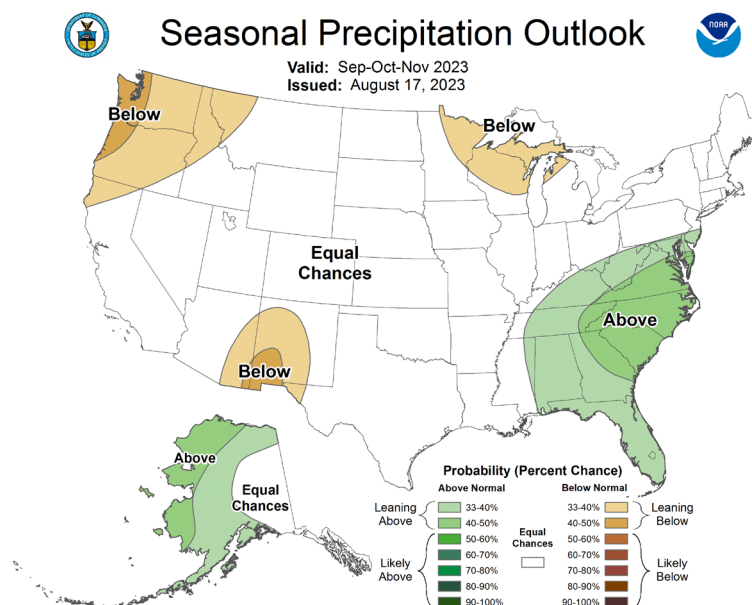 Seasonal Precipitation Outlook
NOAA
Valid: Sep-Oct-Nov 2023
Issued: August 17, 2023
Below
Below
Equal
Chances
Above
Below
Above
Equal
Chances
Probability (Percent Chance)
Above Normal
Below Normal
Leaning
Above
33-40%
40-50%
50-60%
60-70%
70-80%
80-90%
90-100%
Likely
Above
Equal
Chances
33-40%
40-50%
50-60%
60-70%
70-80%
80-90%
90-100%
Leaning
Below
Likely
Below